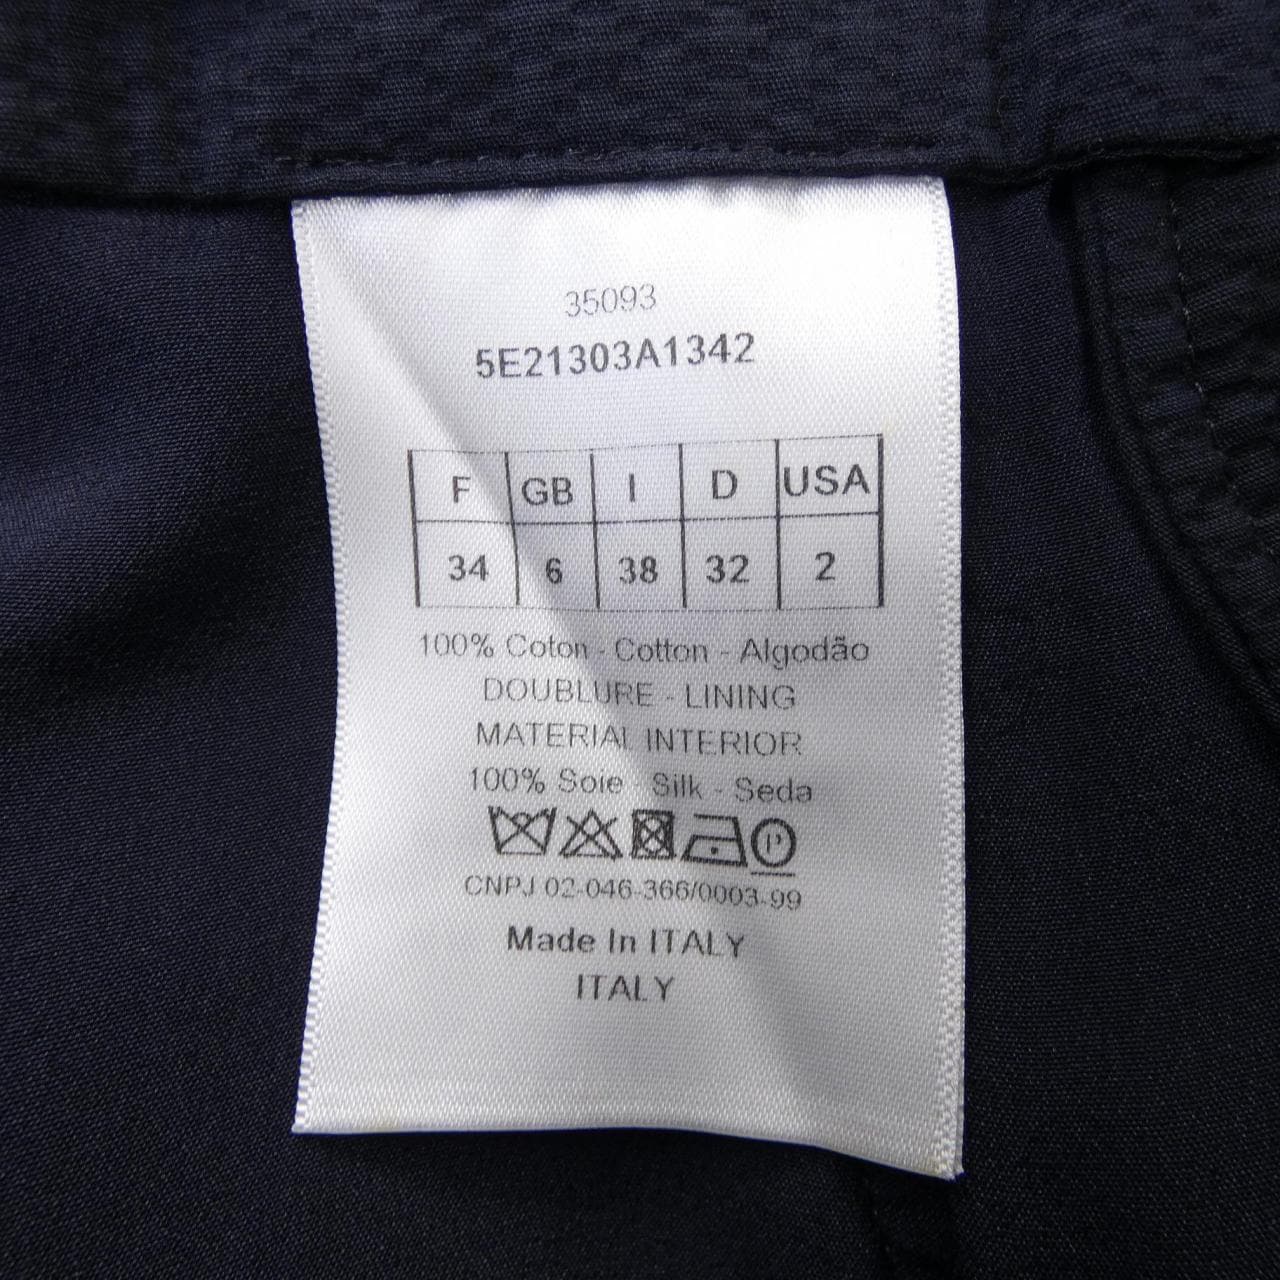 35093
5E21303A1342
F GB I D USA
34 6 38 32 2
100% Coton - Cotton - Algodão
DOUBLURE - LINING
MATERIAL INTERIOR
100% Soie - Silk - Seda
P
CNPJ 02-046-366/0003-99
Made In ITALY
ITALY